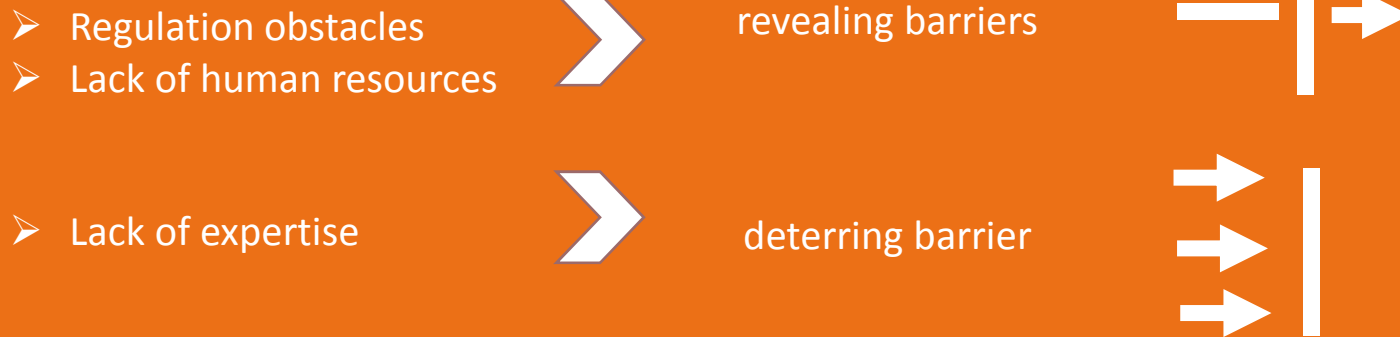 ➢ Regulation obstacles
revealing barriers
➢ Lack of human resources
➢ Lack of expertise
deterring barrier